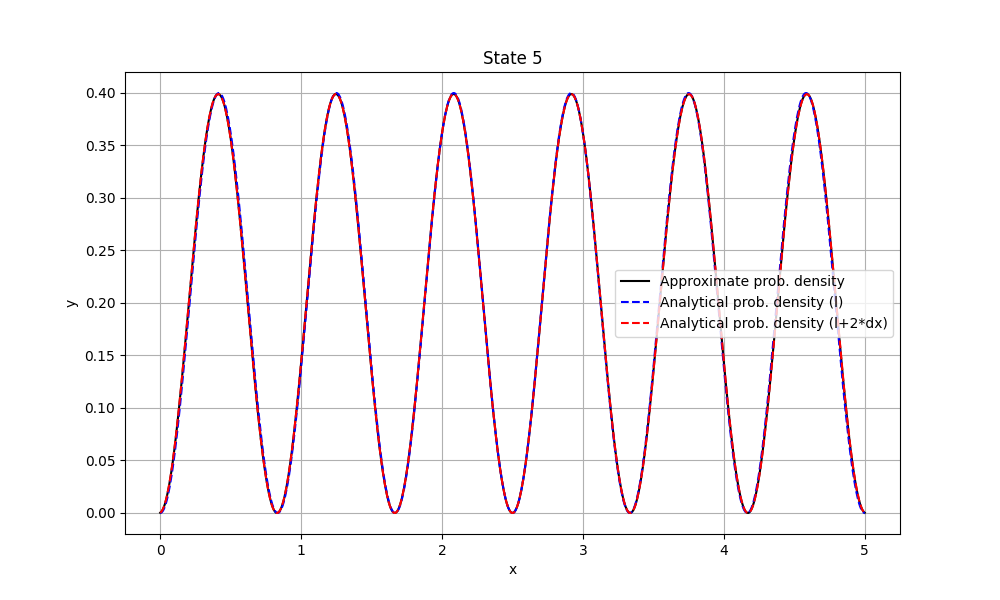 State 5
0.40
0.35
0.30
0.25
0.20
0.15
0.10
0.05
0.00
y
Approximate prob. density
Analytical prob. density (l)
Analytical prob. density (l+2*dx)
0 1 2 3 4 5
x